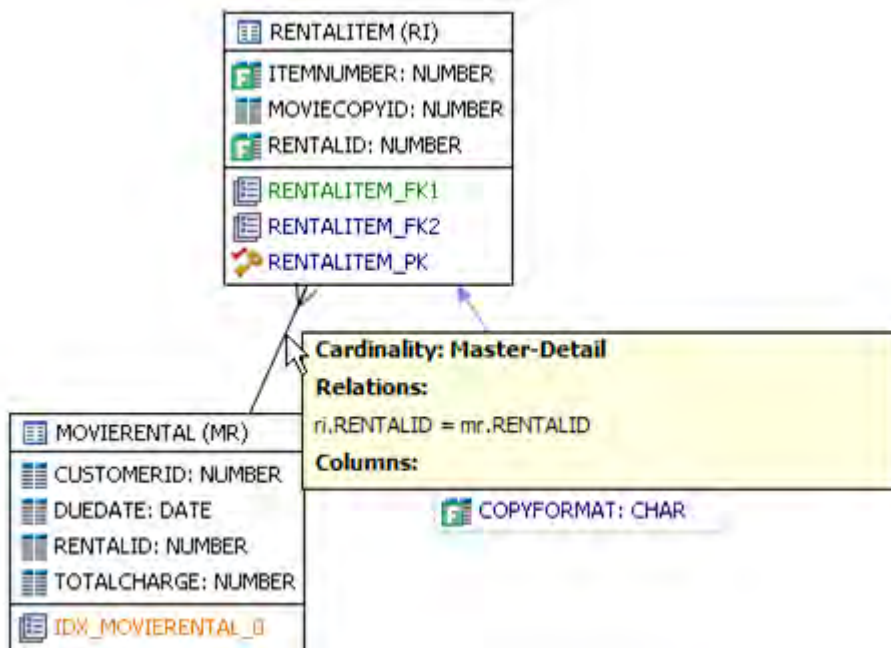 RENTALITEM (RI)
ITEMNUMBER: NUMBER
MOVIECOPYID: NUMBER
RENTALID: NUMBER
RENTALITEM_FK1
RENTALITEM_FK2
RENTALITEM_PK
Cardinality: Master-Detail
Relations:
ri.RENTALID = mr.RENTALID
Columns:
MOVIERENTAL (MR)
CUSTOMERID: NUMBER
DUEDATE: DATE
RENTALID: NUMBER
TOTALCHARGE: NUMBER
IDX_MOVIERENTAL_0
COPYFORMAT: CHAR